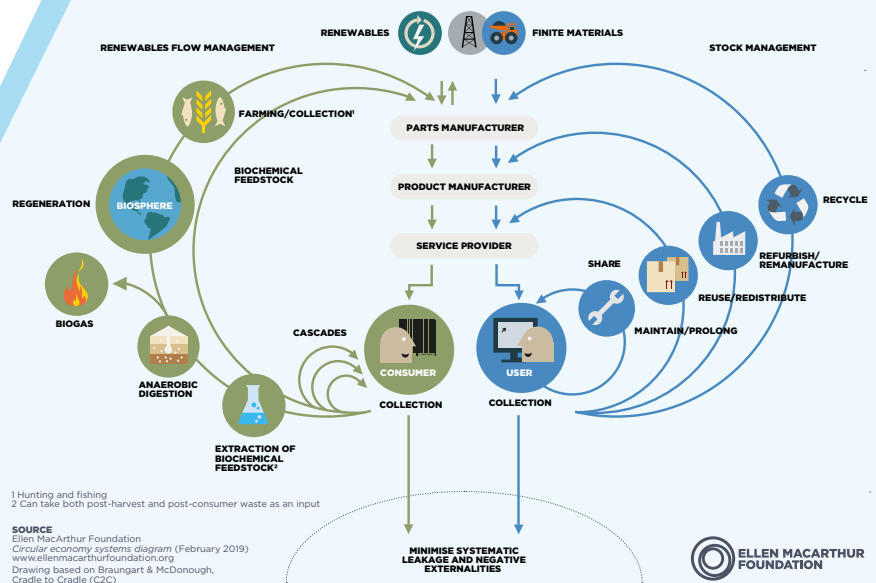 RENEWABLES
FINITE MATERIALS
RENEWABLES FLOW MANAGEMENT
STOCK MANAGEMENT
FARMING/COLLECTION¹
PARTS MANUFACTURER
BIOCHEMICAL
FEEDSTOCK
PRODUCT MANUFACTURER
REGENERATION
BIOSPHERE
RECYCLE
SERVICE PROVIDER
SHARE
REFURBISH/
REMANUFACTURE
REUSE/REDISTRIBUTE
BIOGAS
CASCADES
MAINTAIN/PROLONG
CONSUMER
USER
ANAEROBIC
DIGESTION
COLLECTION
COLLECTION
EXTRACTION OF
BIOCHEMICAL
FEEDSTOCK²
1 Hunting and fishing
2 Can take both post-harvest and post-consumer waste as an input
SOURCE
Ellen MacArthur Foundation
Circular economy systems diagram (February 2019)
www.ellenmacarthurfoundation.org
Drawing based on Braungart & McDonough,
Cradle to Cradle (C2C)
MINIMISE SYSTEMATIC
LEAKAGE AND NEGATIVE
EXTERNALITIES
ELLEN MACARTHUR
FOUNDATION